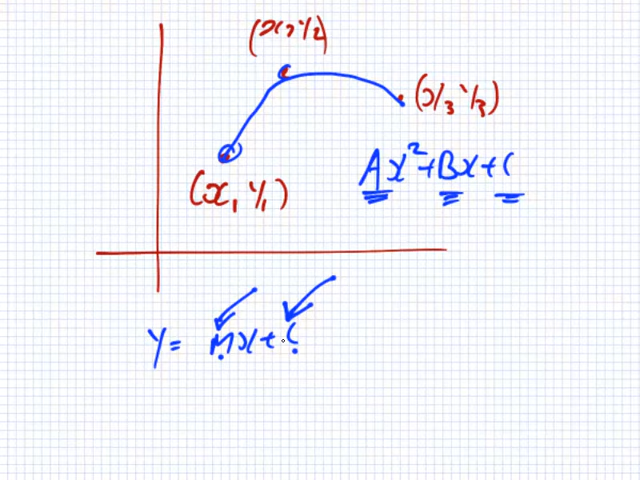 (x2 y2)
(x3 y3)
Ax²+Bx+C
(x1 y1)
y = mx+c